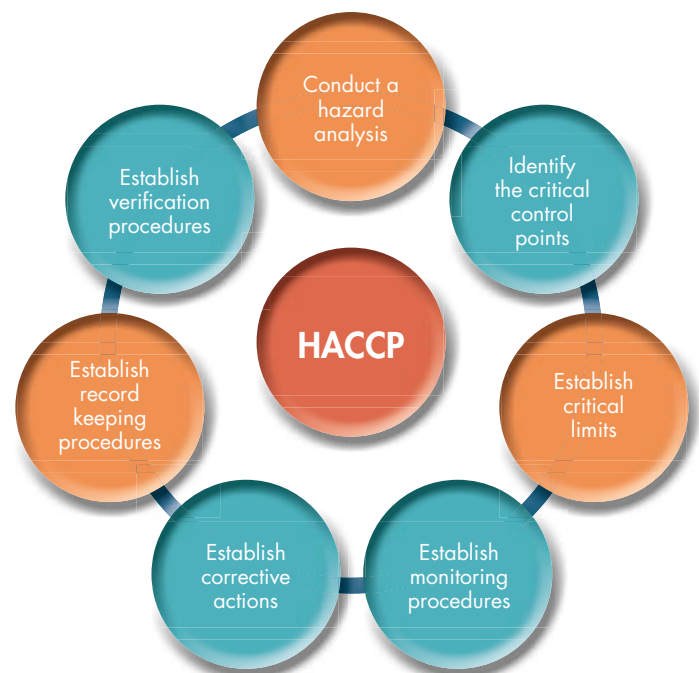 Conduct a
hazard
analysis
Identify
the critical
control
points
Establish
critical
limits
Establish
monitoring
procedures
Establish
corrective
actions
Establish
record
keeping
procedures
Establish
verification
procedures
HACCP